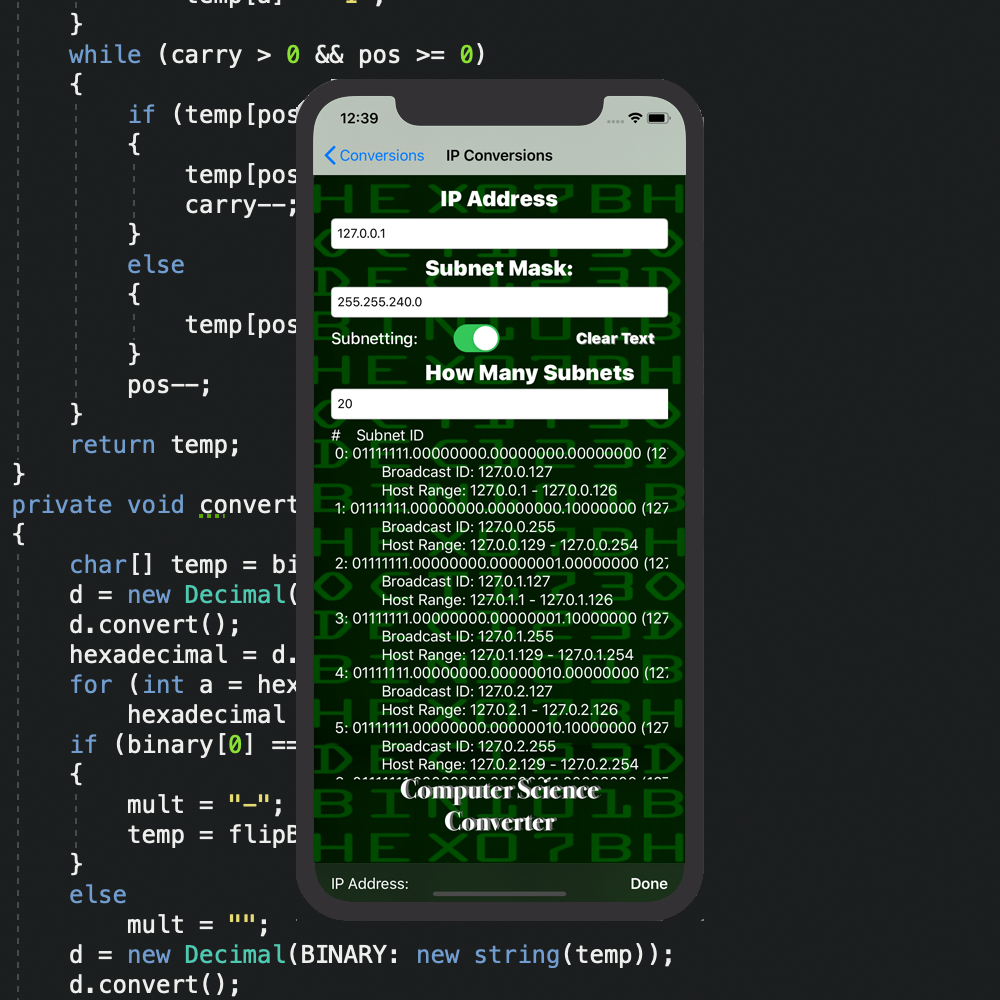 temp[a] = "1";
}
while (carry > 0 && pos >= 0)
{
if (temp[pos
{
temp[pos
carry--;
}
else
{
temp[pos
}
pos--;
}
return temp;
}
private void convert
{
char[] temp = bi
d = new Decimal(
d.convert();
hexadecimal = d.
for (int a = hex
hexadecimal
if (binary[0] ==
{
mult = "-";
temp = flipB
}
else
mult = "";
d = new Decimal(BINARY: new string(temp));
d.convert();
12:39
Conversions IP Conversions
IP Address
127.0.0.1
Subnet Mask:
255.255.240.0
Subnetting: Clear Text
How Many Subnets
20
# Subnet ID
0: 01111111.00000000.00000000.00000000 (12
Broadcast ID: 127.0.0.127
Host Range: 127.0.0.1 - 127.0.0.126
1: 01111111.00000000.00000000.10000000 (127
Broadcast ID: 127.0.0.255
Host Range: 127.0.0.129 - 127.0.0.254
2: 01111111.00000000.00000001.00000000 (127
Broadcast ID: 127.0.1.127
Host Range: 127.0.1.1 - 127.0.1.126
3: 01111111.00000000.00000001.10000000 (127
Broadcast ID: 127.0.1.255
Host Range: 127.0.1.129 - 127.0.1.254
4: 01111111.00000000.00000010.00000000 (127
Broadcast ID: 127.0.2.127
Host Range: 127.0.2.1 - 127.0.2.126
5: 01111111.00000000.00000010.10000000 (127
Broadcast ID: 127.0.2.255
Host Range: 127.0.2.129 - 127.0.2.254
Computer Science
Converter
IP Address: Done